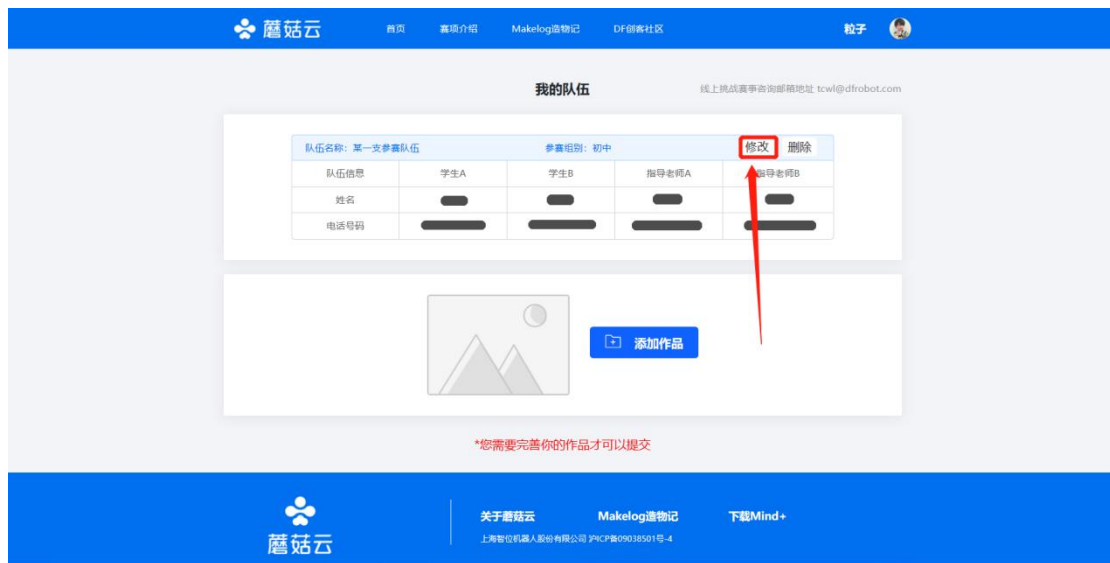 蘑菇云 首页 赛项介绍 Makelog造物记 DF创客社区 粒子
我的队伍 线上挑战赛事咨询邮箱地址 tcwl@dfrobot.com
队伍名称：某一支参赛队伍 参赛组别：初中 修改 删除
队伍信息 学生A 学生B 指导老师A 指导老师B
姓名
电话号码
添加作品
*您需要完善你的作品才可以提交
蘑菇云 关于蘑菇云 Makelog造物记 下载Mind+
上海智位机器人股份有限公司 沪ICP备09038501号-4